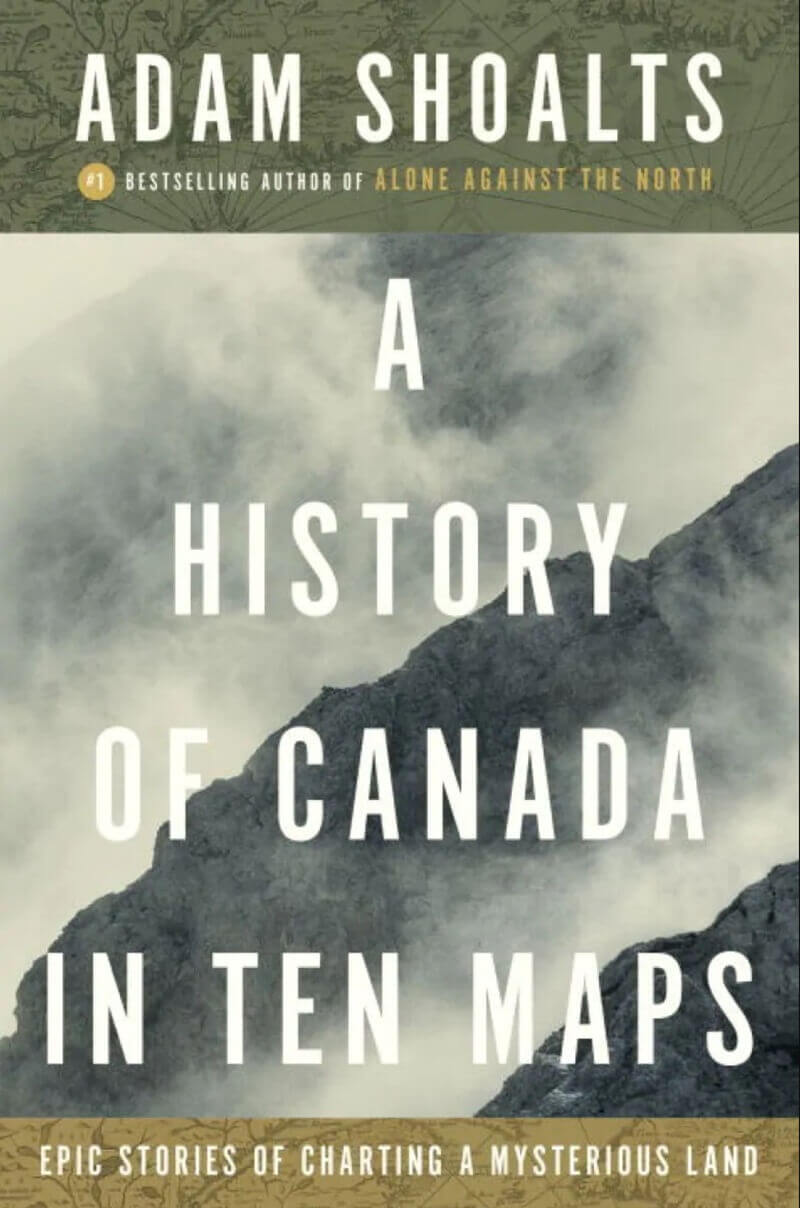 ADAM SHOALTS
#1 BESTSELLING AUTHOR OF ALONE AGAINST THE NORTH
A
HISTORY
OF CANADA
IN TEN MAPS
EPIC STORIES OF CHARTING A MYSTERIOUS LAND